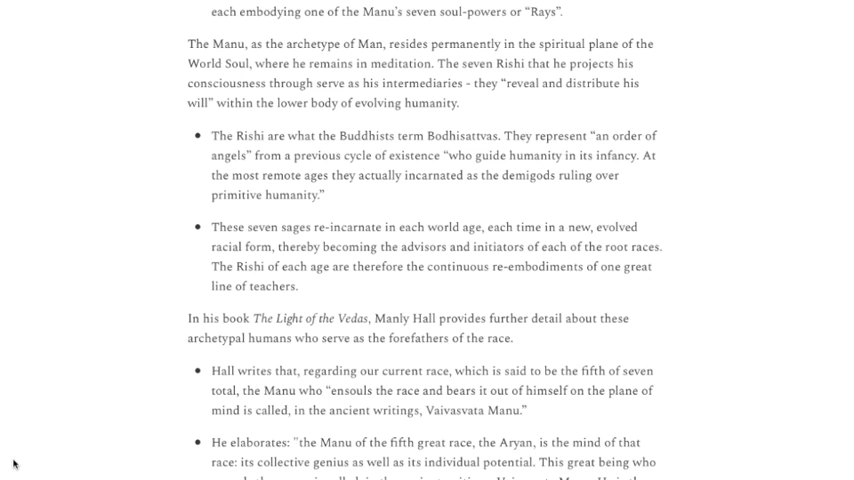 each embodying one of the Manu’s seven soul-powers or “Rays”.
The Manu, as the archetype of Man, resides permanently in the spiritual plane of the
World Soul, where he remains in meditation. The seven Rishi that he projects his
consciousness through serve as his intermediaries - they “reveal and distribute his
will” within the lower body of evolving humanity.
• The Rishi are what the Buddhists term Bodhisattvas. They represent “an order of
angels” from a previous cycle of existence “who guide humanity in its infancy. At
the most remote ages they actually incarnated as the demigods ruling over
primitive humanity.”
• These seven sages re-incarnate in each world age, each time in a new, evolved
racial form, thereby becoming the advisors and initiators of each of the root races.
The Rishi of each age are therefore the continuous re-embodiments of one great
line of teachers.
In his book The Light of the Vedas, Manly Hall provides further detail about these
archetypal humans who serve as the forefathers of the race.
• Hall writes that, regarding our current race, which is said to be the fifth of seven
total, the Manu who “ensouls the race and bears it out of himself on the plane of
mind is called, in the ancient writings, Vaivasvata Manu.”
• He elaborates: "the Manu of the fifth great race, the Aryan, is the mind of that
race: its collective genius as well as its individual potential. This great being who